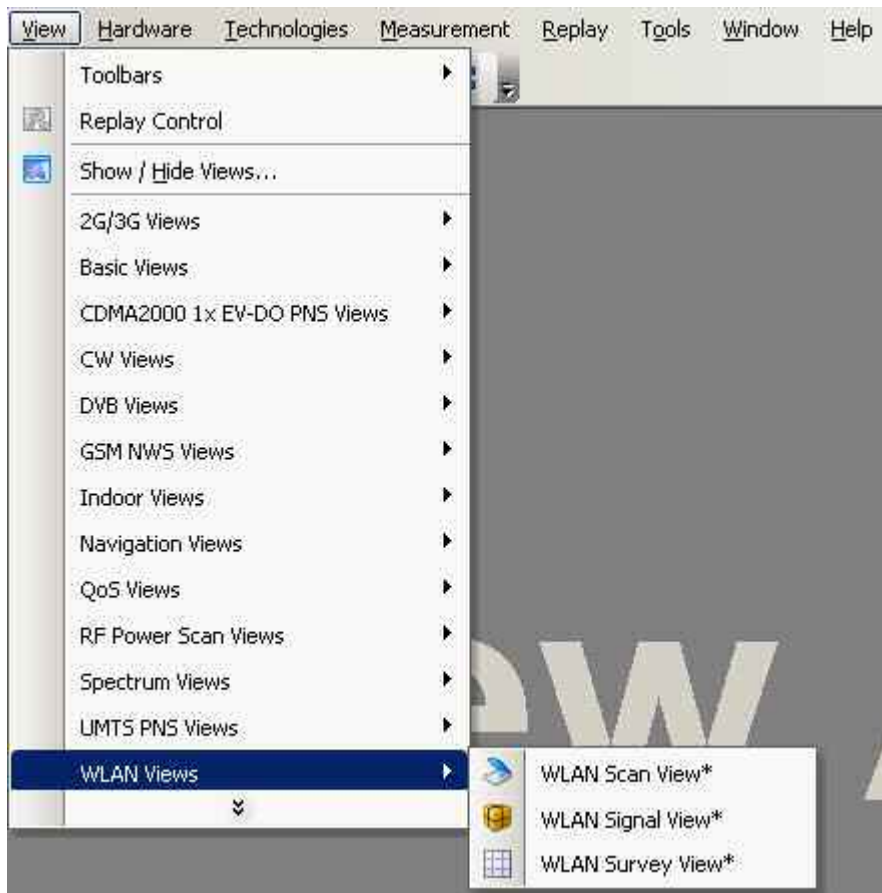 View Hardware Technologies Measurement Replay Tools Window Help
Toolbars
Replay Control
Show / Hide Views...
2G/3G Views
Basic Views
CDMA2000 1x EV-DO PNS Views
CW Views
DVB Views
GSM NWS Views
Indoor Views
Navigation Views
QoS Views
RF Power Scan Views
Spectrum Views
UMTS PNS Views
WLAN Views
WLAN Scan View*
WLAN Signal View*
WLAN Survey View*